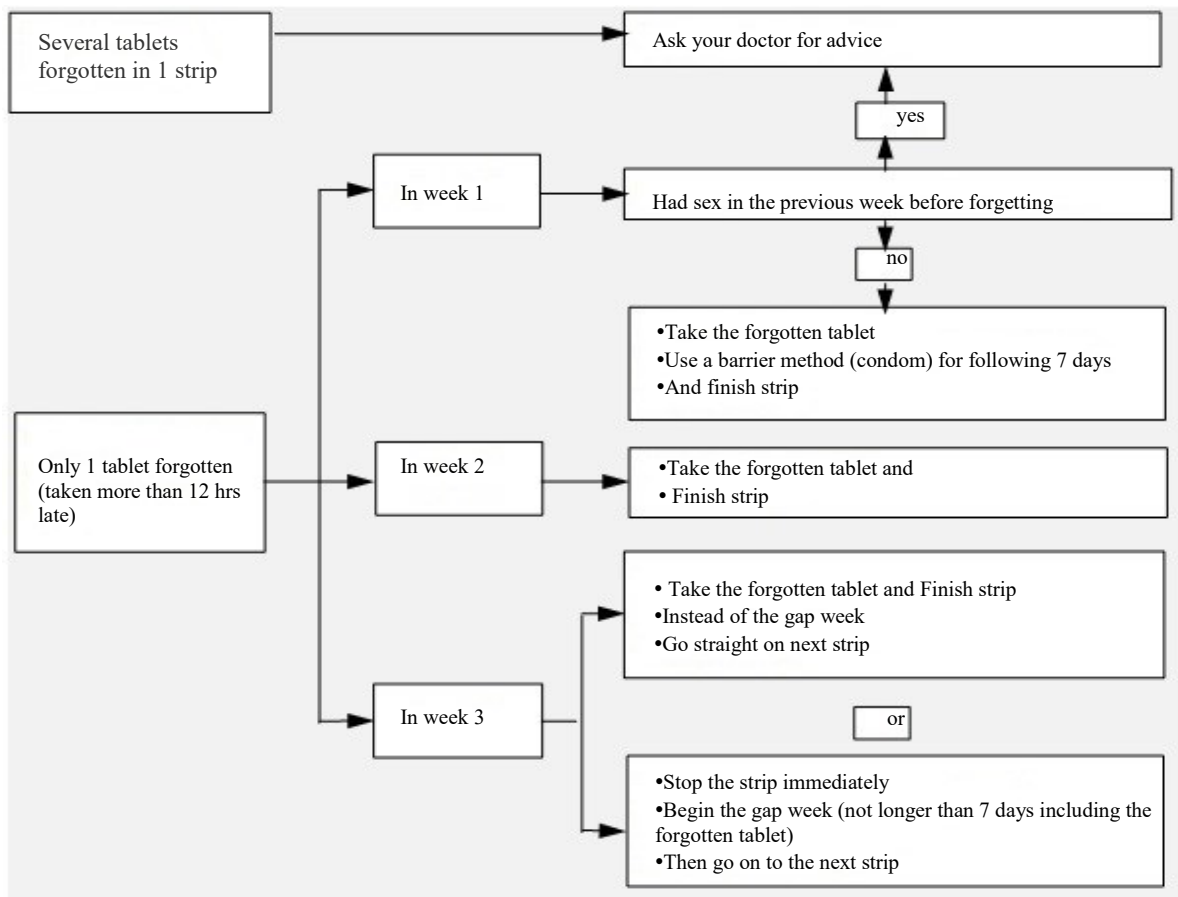 Several tablets
forgotten in 1 strip
Ask your doctor for advice
yes
In week 1
Had sex in the previous week before forgetting
no
•Take the forgotten tablet
•Use a barrier method (condom) for following 7 days
•And finish strip
Only 1 tablet forgotten
(taken more than 12 hrs
late)
In week 2
•Take the forgotten tablet and
• Finish strip
• Take the forgotten tablet and Finish strip
•Instead of the gap week
•Go straight on next strip
In week 3
or
•Stop the strip immediately
•Begin the gap week (not longer than 7 days including the
forgotten tablet)
•Then go on to the next strip